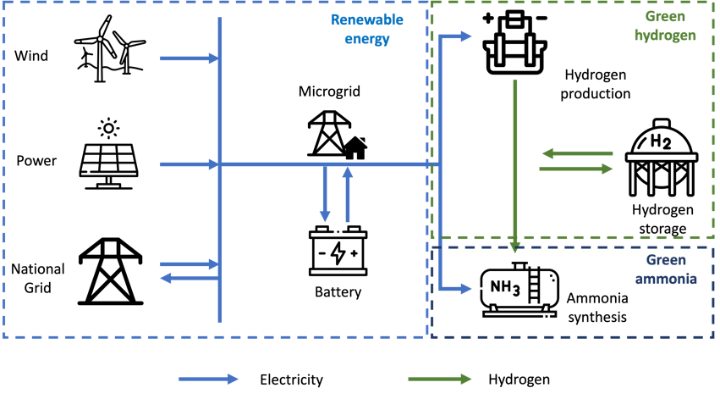 Renewable
energy
Green
hydrogen
Wind
Microgrid
Hydrogen
production
Power
H2
Hydrogen
storage
National
Grid
Battery
Green
ammonia
NH3
Ammonia
synthesis
Electricity
Hydrogen